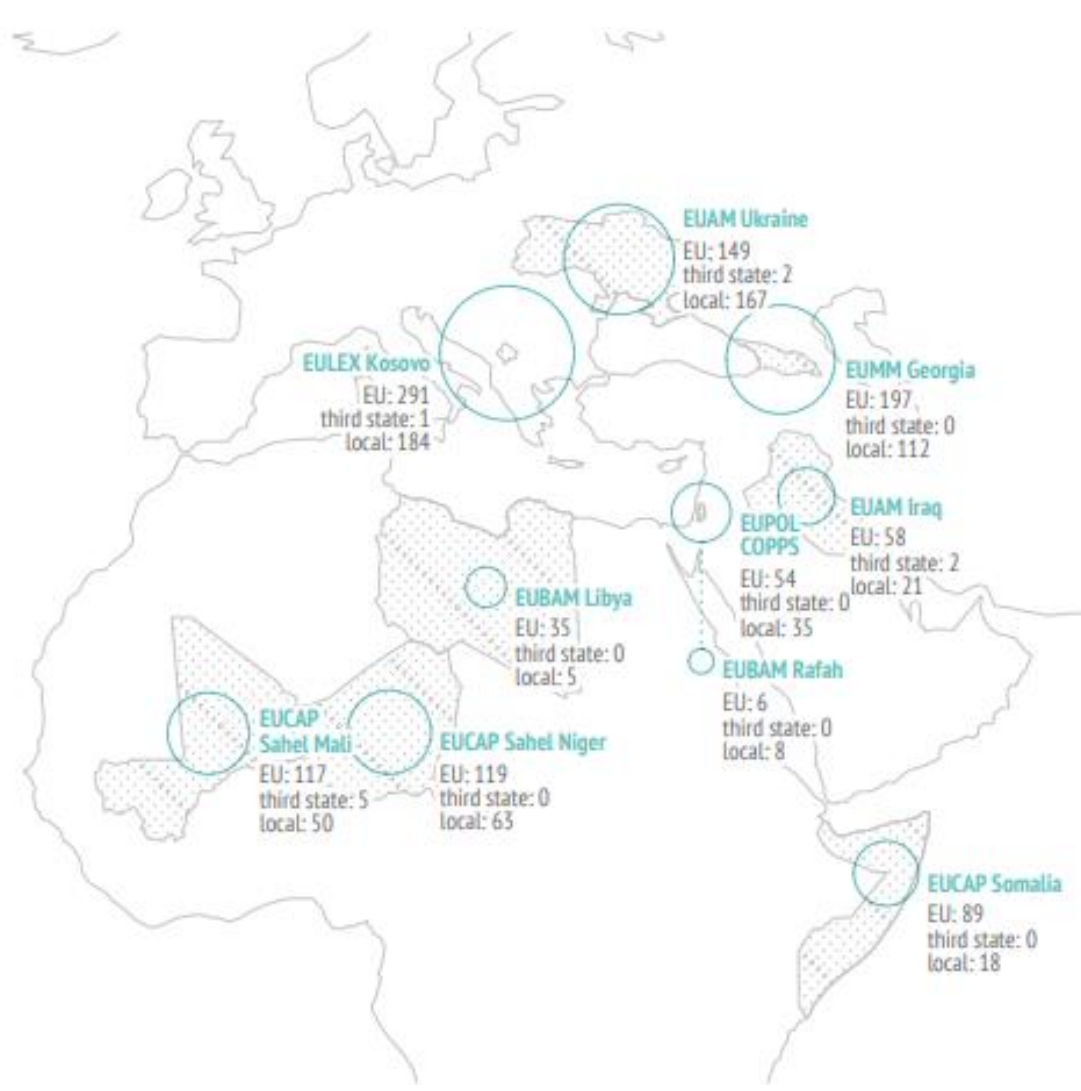 EUAM Ukraine
EU: 149
third state: 2
local: 167
EULEX Kosovo
EU: 291
third state: 1
local: 184
EUMM Georgia
EU: 197
third state: 0
local: 112
EUAM Iraq
EU: 58
third state: 2
local: 21
EUPOL
COPPS
EU: 54
third state: 0
local: 35
EUBAM Libya
EU: 35
third state: 0
local: 5
EUBAM Rafah
EU: 6
third state: 0
local: 8
EUCAP
Sahel Mali
EU: 117
third state: 5
local: 50
EUCAP Sahel Niger
EU: 119
third state: 0
local: 63
EUCAP Somalia
EU: 89
third state: 0
local: 18